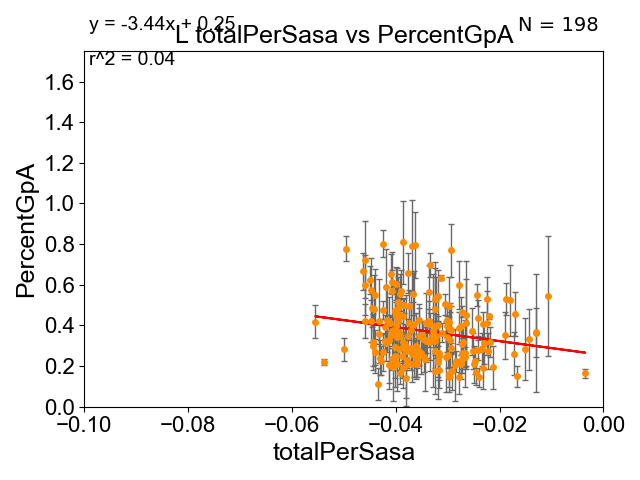 y = -3.44x + 0.25
N = 198
L totalPerSasa vs PercentGpA
r^2 = 0.04
1.6
1.4
1.2
1.0
0.8
0.6
0.4
0.2
0.0
PercentGpA
−0.10
−0.08
−0.06
−0.04
−0.02
0.00
totalPerSasa